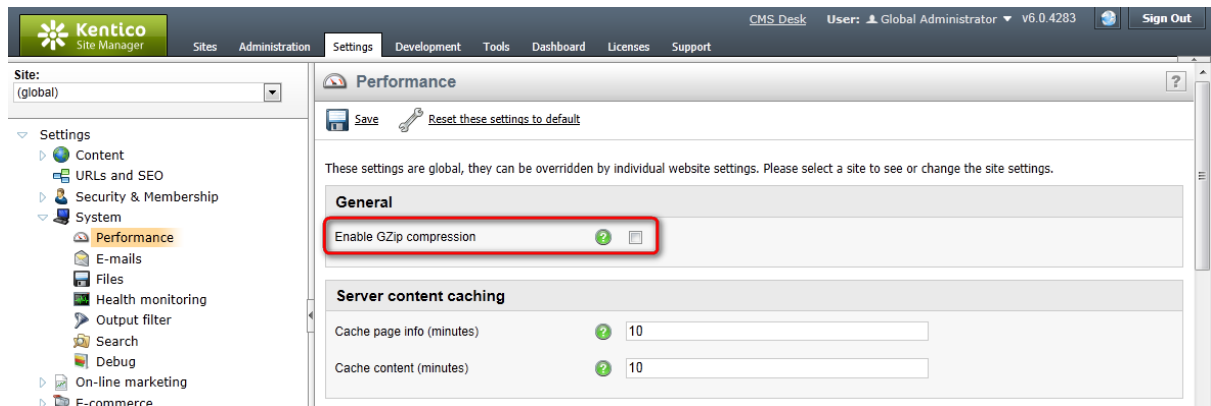 CMS Desk User: Global Administrator v6.0.4283 Sign Out
Kentico
Site Manager Sites Administration Settings Development Tools Dashboard Licenses Support
Site:
(global)
Performance ?
Save Reset these settings to default
Settings
Content
URLs and SEO
Security & Membership
System
Performance
E-mails
Files
Health monitoring
Output filter
Search
Debug
On-line marketing
E-commerce
These settings are global, they can be overridden by individual website settings. Please select a site to see or change the site settings.
General
Enable GZip compression ?
Server content caching
Cache page info (minutes) ? 10
Cache content (minutes) ? 10